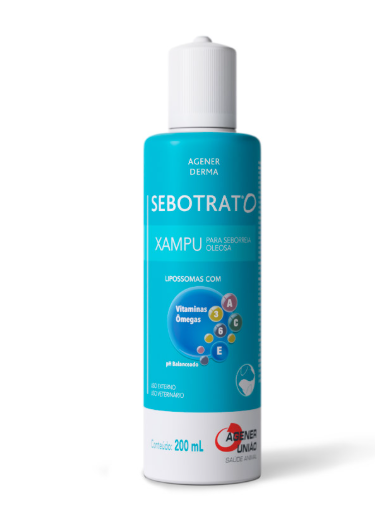 AGENER
DERMA
SEBOTRATO
XAMPU PARA SEBORREIA
OLEOSA
LIPOSSOMAS COM
Vitaminas
Ômegas
A
3
C
6
E
pH Balanceado
USO EXTERNO
USO VETERINÁRIO
Conteúdo: 200 mL
AGENER
UNIÃO
SAÚDE ANIMAL